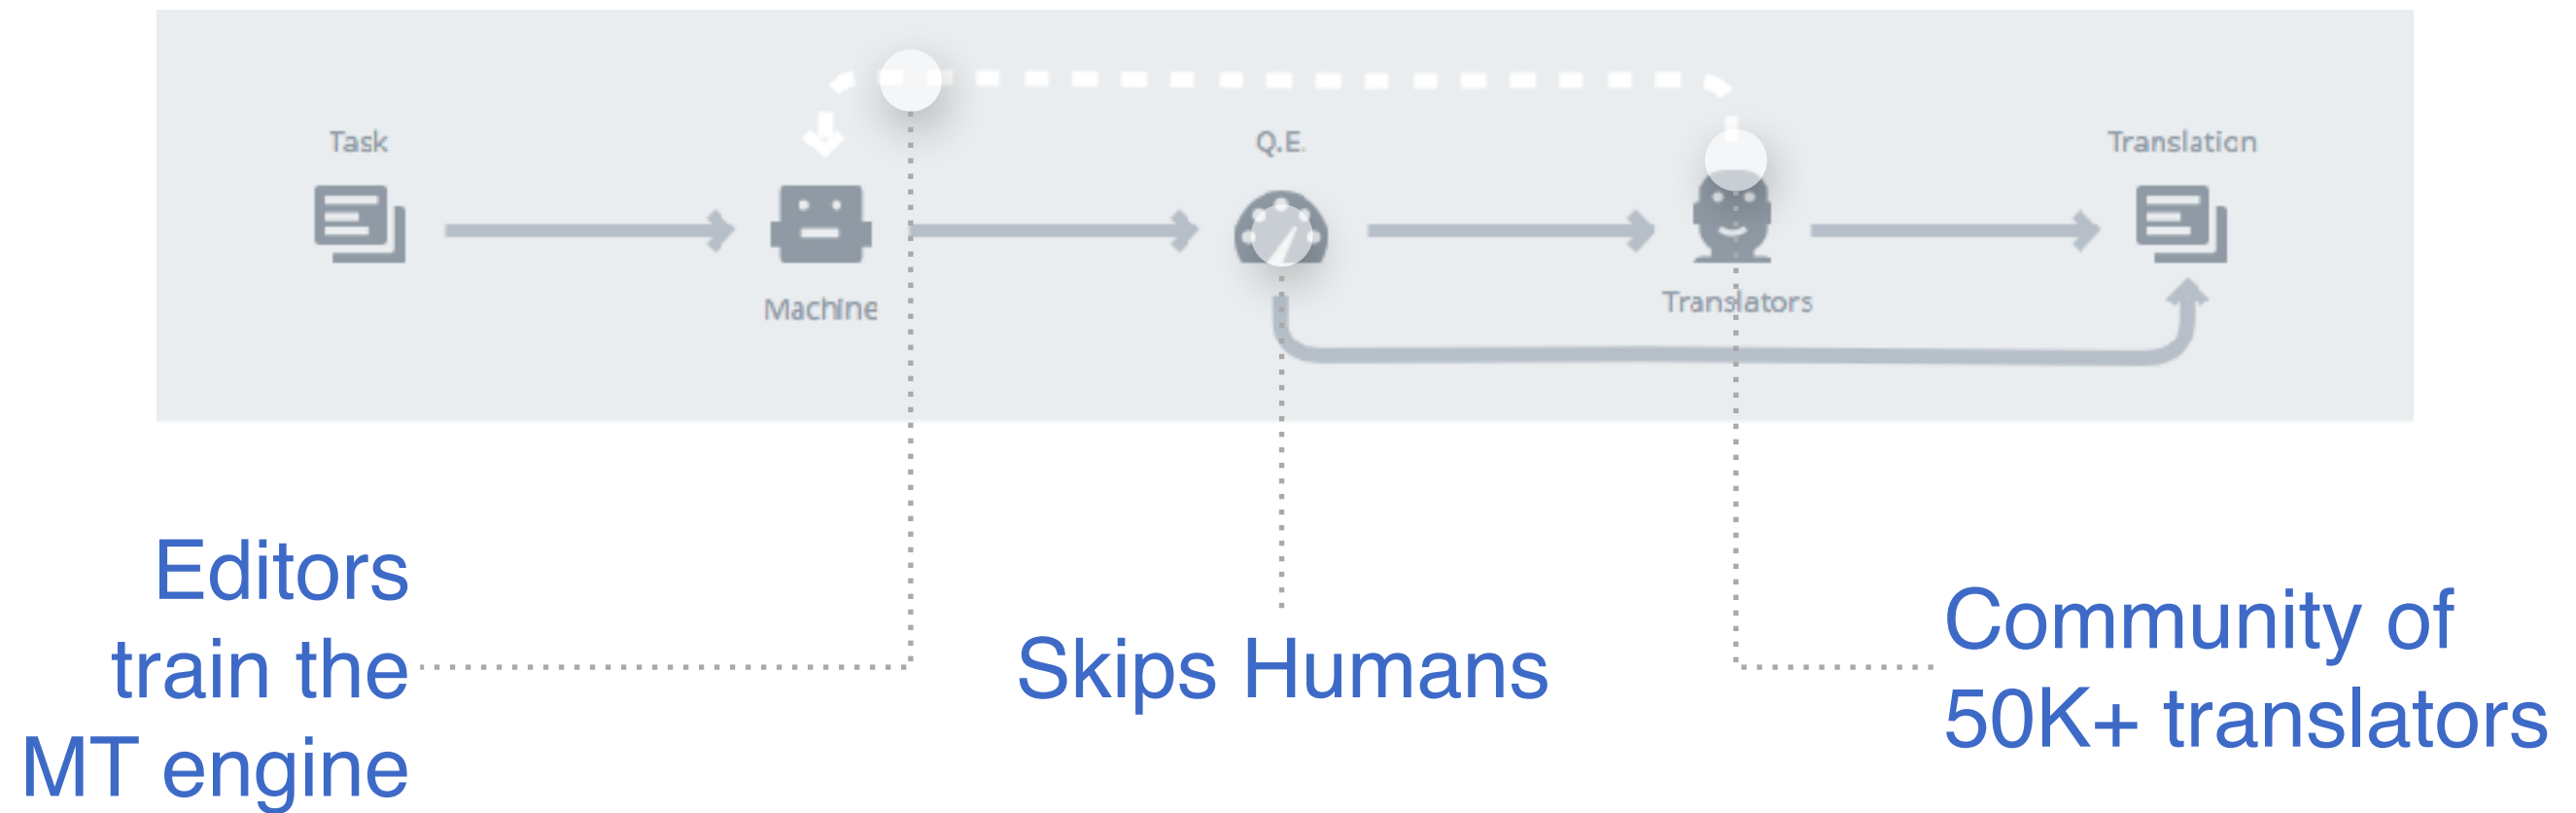 Task
Q.E.
Translation
Machine
Translators
Editors
train the
MT engine
Skips Humans
Community of
50K+ translators